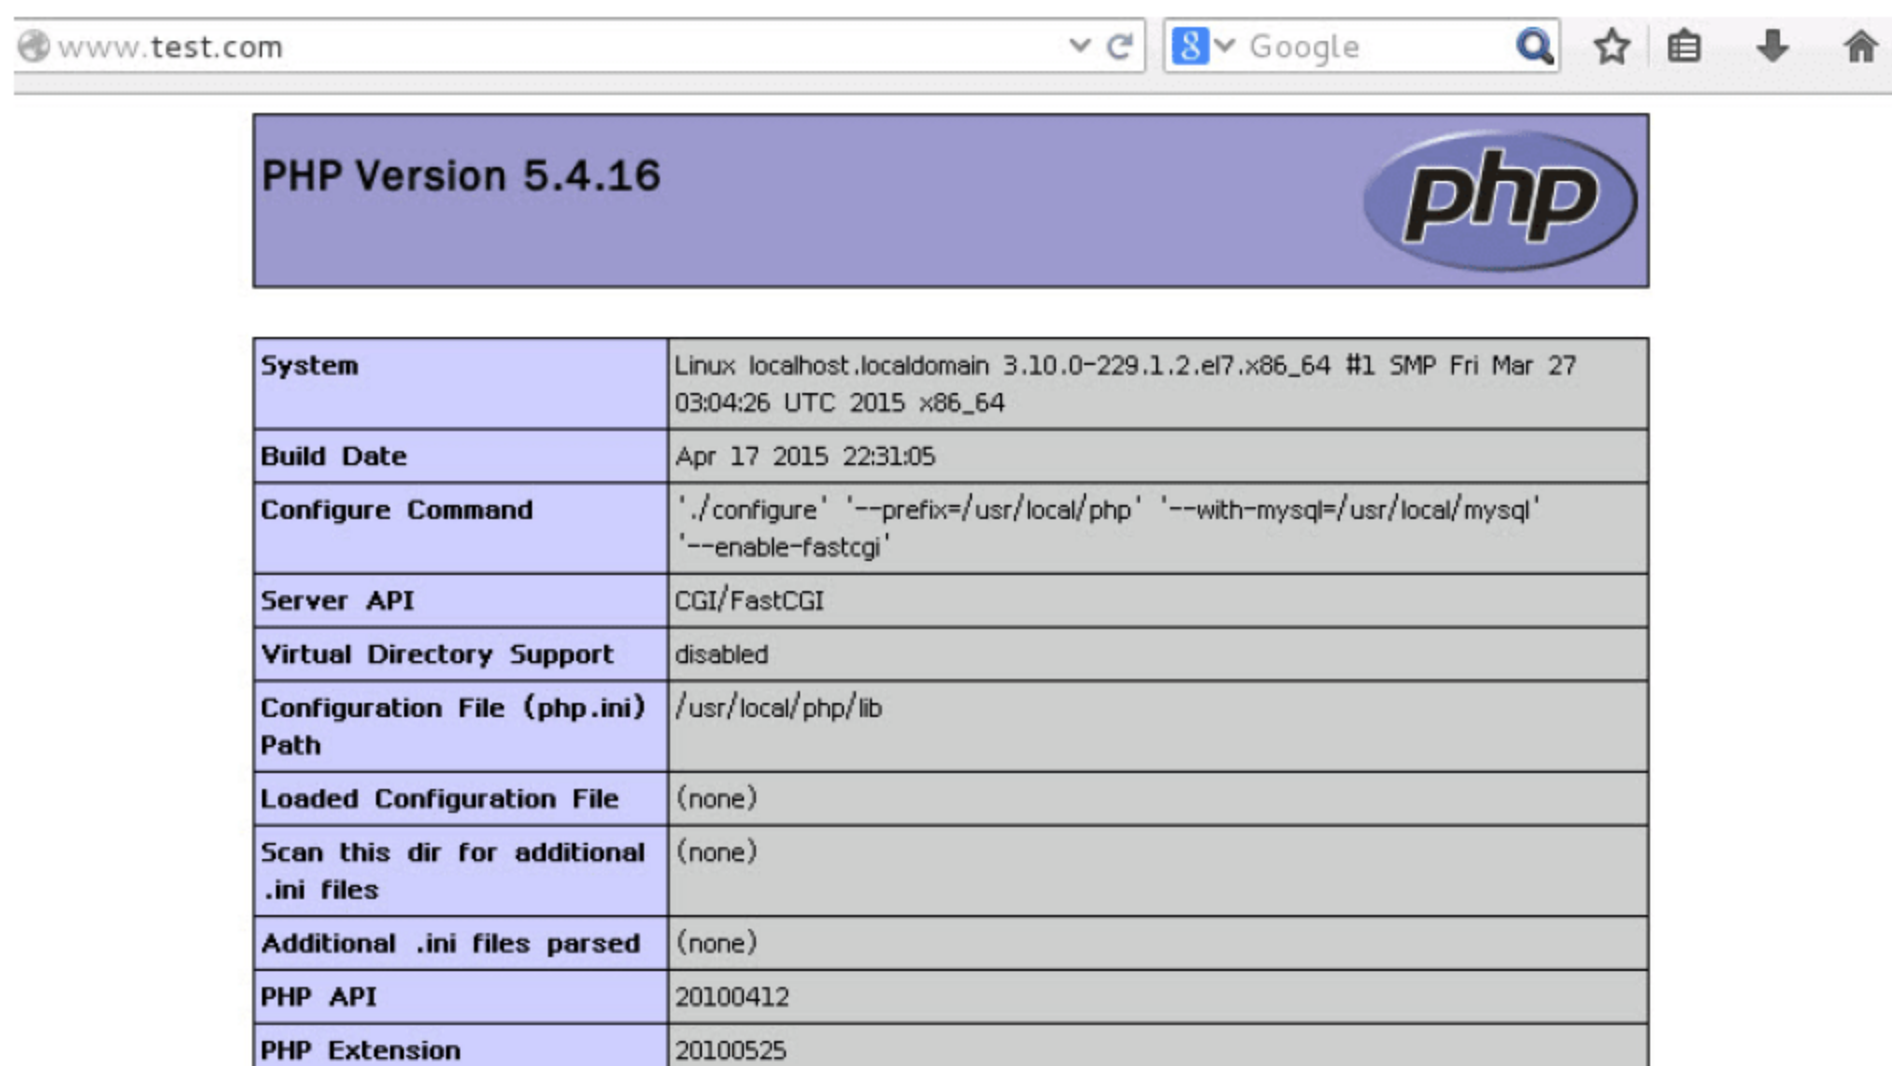 www.test.com
8 Google
PHP Version 5.4.16
php
System
Linux localhost.localdomain 3.10.0-229.1.2.el7.x86_64 #1 SMP Fri Mar 27
03:04:26 UTC 2015 x86_64
Build Date
Apr 17 2015 22:31:05
Configure Command
'./configure' '--prefix=/usr/local/php' '--with-mysql=/usr/local/mysql'
'--enable-fastcgi'
Server API
CGI/FastCGI
Virtual Directory Support
disabled
Configuration File (php.ini)
Path
/usr/local/php/lib
Loaded Configuration File
(none)
Scan this dir for additional
.ini files
(none)
Additional .ini files parsed
(none)
PHP API
20100412
PHP Extension
20100525